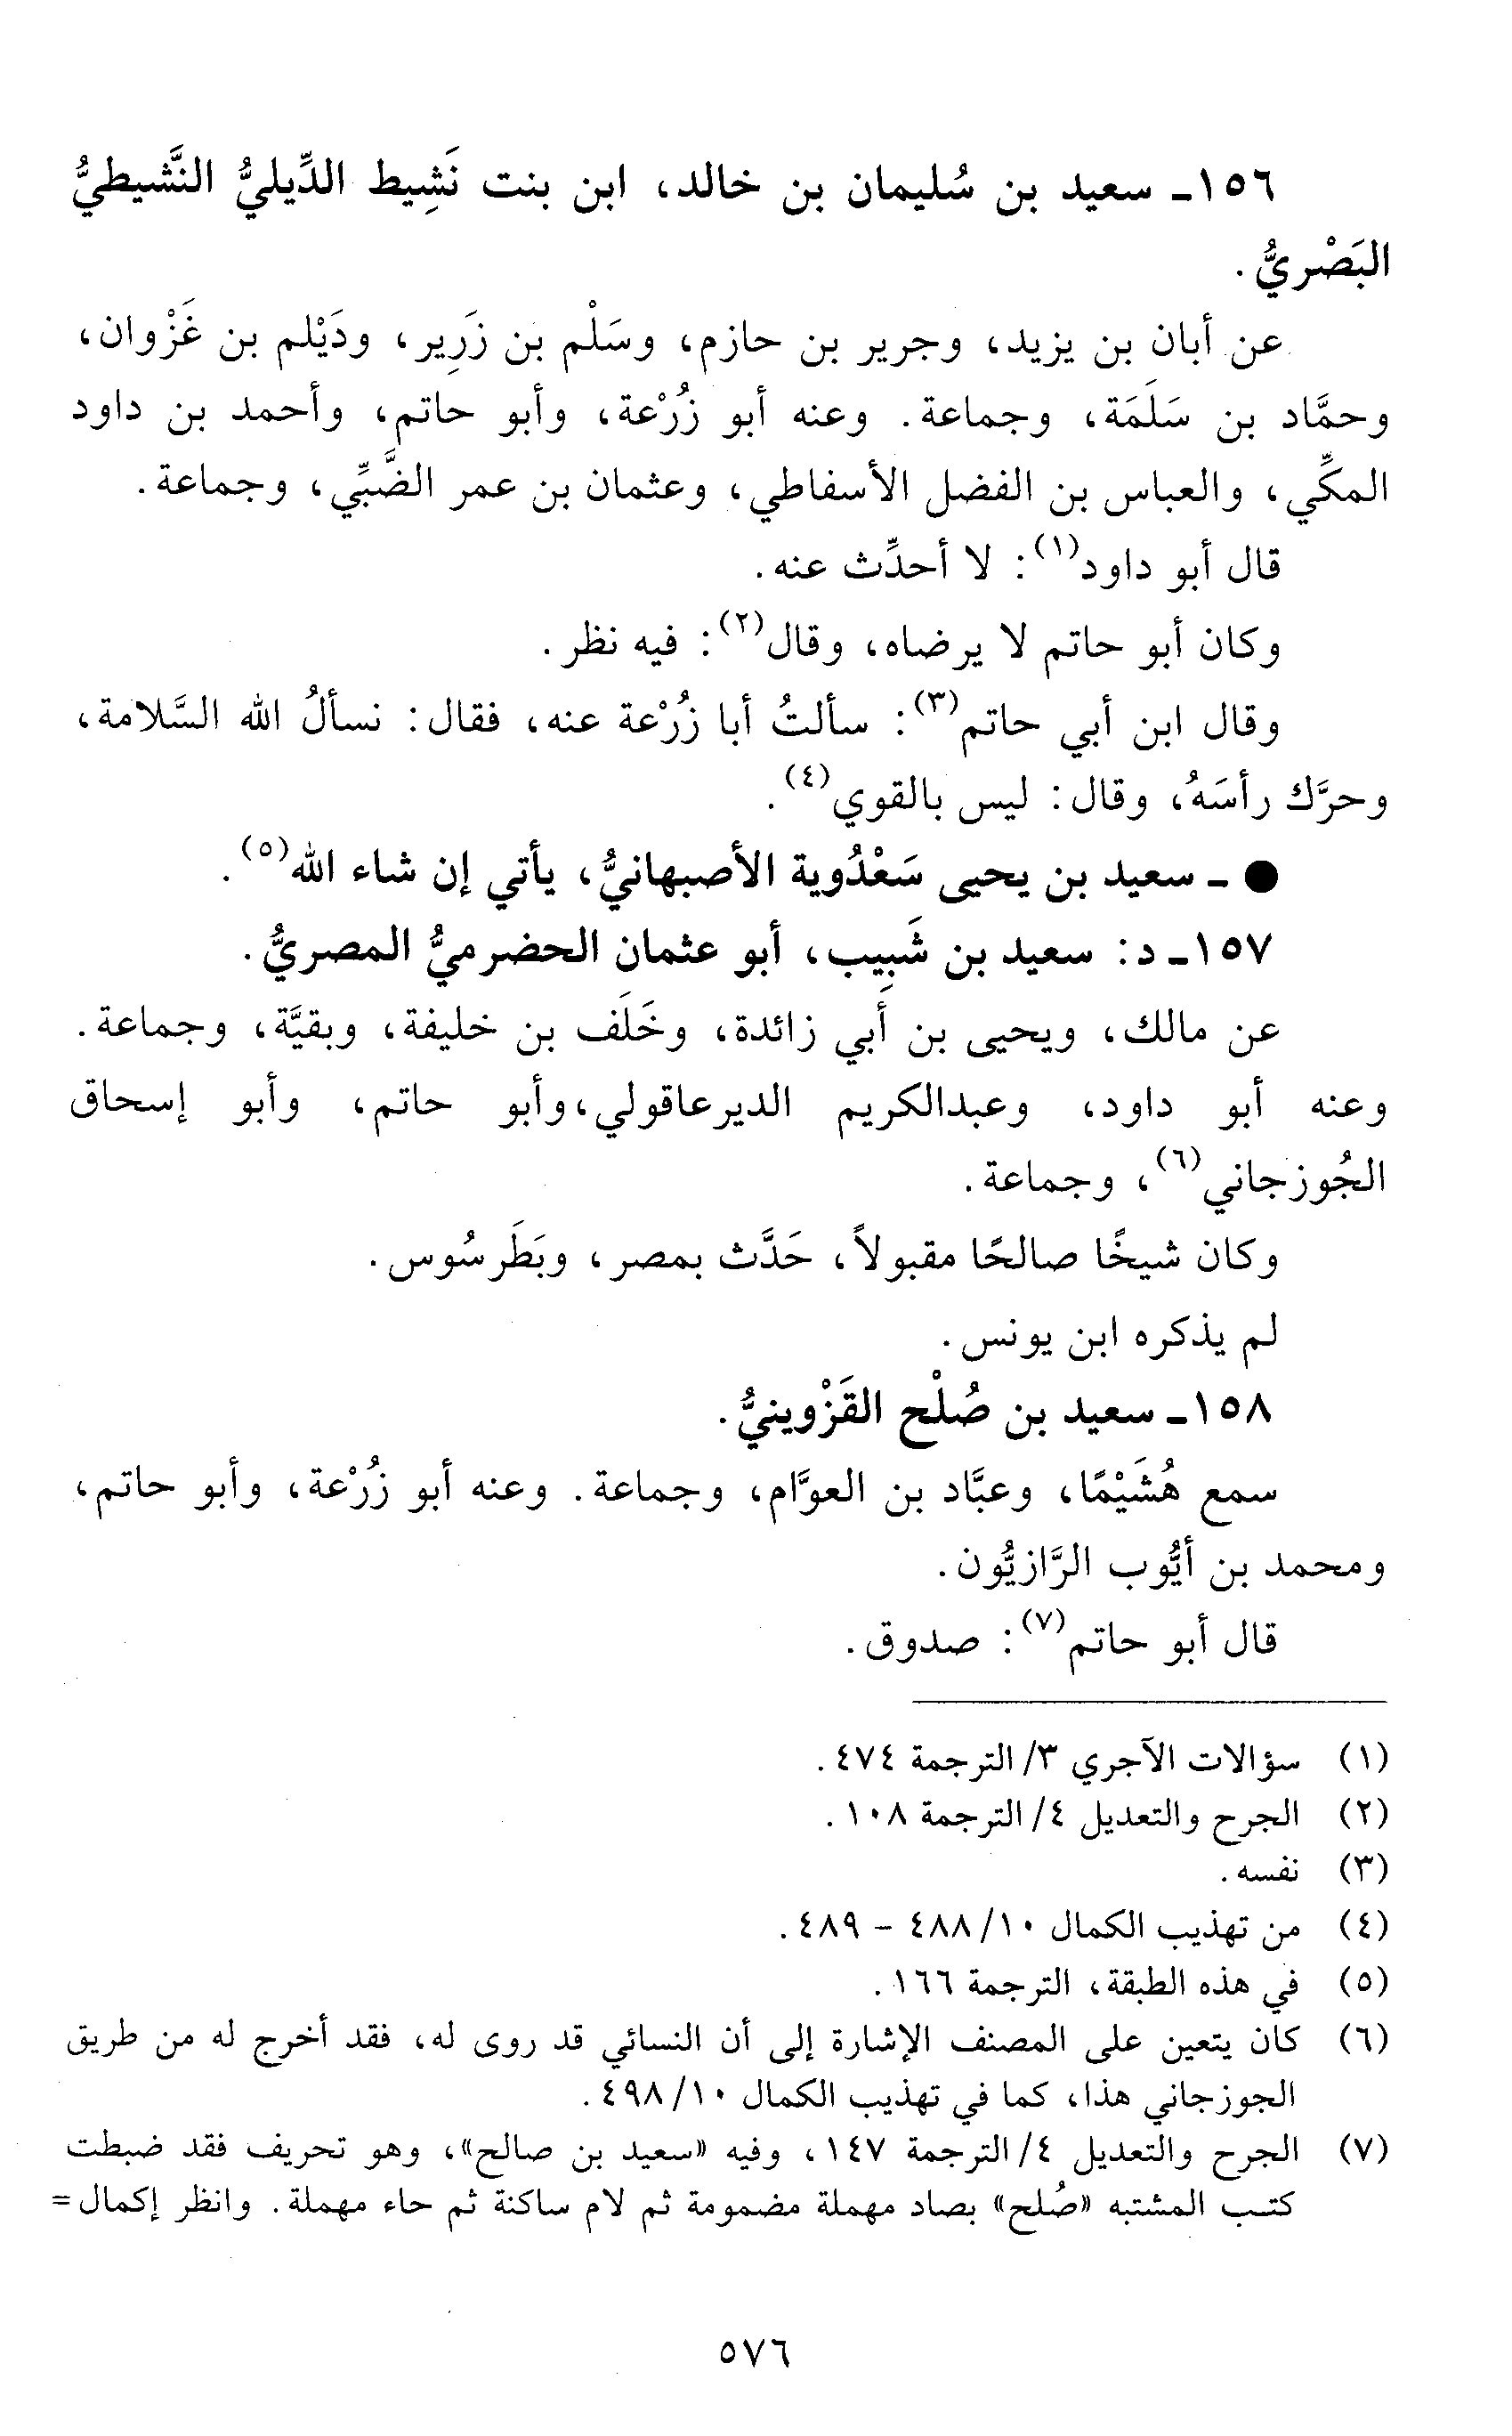 ١٥٦ـ سعيد بن سُليمان بن خالد، ابن بنت نَشِيط الدِّيليُّ النَّشيطيُّ
البَصْريُّ.
عن أبان بن يزيد، وجرير بن حازم، وسَلْم بن زَرِير، ودَيْلم بن غَزْوان،
وحمَّاد بن سَلَمَة، وجماعة. وعنه أبو زُرْعة، وأبو حاتم، وأحمد بن داود
المكِّي، والعباس بن الفضل الأسفاطي، وعثمان بن عمر الضَّبِّي، وجماعة.
قال أبو داود(١): لا أحدِّث عنه.
وكان أبو حاتم لا يرضاه، وقال(٢): فيه نظر.
وقال ابن أبي حاتم(٣): سألتُ أبا زُرْعة عنه، فقال: نسألُ الله السَّلامة،
وحرَّك رأسَهُ، وقال: ليس بالقوي(٤).
● ـ سعيد بن يحيى سَعْدُوية الأصبهانيُّ، يأتي إن شاء الله(٥).
١٥٧ـ د: سعيد بن شَبِيب، أبو عثمان الحضرميُّ المصريُّ.
عن مالك، ويحيى بن أبي زائدة، وخَلَف بن خليفة، وبقيَّة، وجماعة.
وعنه أبو داود، وعبدالكريم الديرعاقولي،وأبو حاتم، وأبو إسحاق
الجُوزجاني(٦)، وجماعة.
وكان شيخًا صالحًا مقبولاً، حَدَّث بمصر، وبَطَرسُوس.
لم يذكره ابن يونس.
١٥٨ـ سعيد بن صُلْح القَزْوينيُّ.
سمع هُشَيْمًا، وعبَّاد بن العوَّام، وجماعة. وعنه أبو زُرْعة، وأبو حاتم،
ومحمد بن أيُّوب الرَّازيُّون.
قال أبو حاتم(٧): صدوق.
(١) سؤالات الآجري ٣/ الترجمة ٤٧٤.
(٢) الجرح والتعديل ٤/ الترجمة ١٠٨.
(٣) نفسه.
(٤) من تهذيب الكمال ١٠/ ٤٨٨ - ٤٨٩.
(٥) في هذه الطبقة، الترجمة ١٦٦.
(٦) كان يتعين على المصنف الإشارة إلى أن النسائي قد روى له، فقد أخرج له من طريق
الجوزجاني هذا، كما في تهذيب الكمال ١٠/ ٤٩٨.
(٧) الجرح والتعديل ٤/ الترجمة ١٤٧، وفيه «سعيد بن صالح»، وهو تحريف فقد ضبطت
كتب المشتبه «صُلح» بصاد مهملة مضمومة ثم لام ساكنة ثم حاء مهملة. وانظر إكمال =
٥٧٦